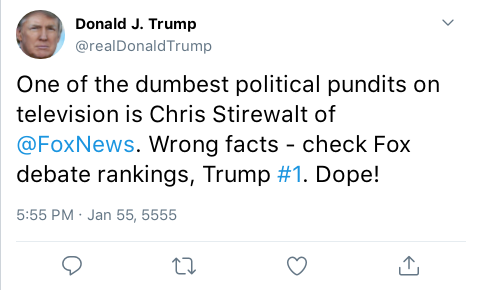 Donald J. Trump
@realDonaldTrump
One of the dumbest political pundits on
television is Chris Stirewalt of
@FoxNews. Wrong facts - check Fox
debate rankings, Trump #1. Dope!
5:55 PM · Jan 55, 5555